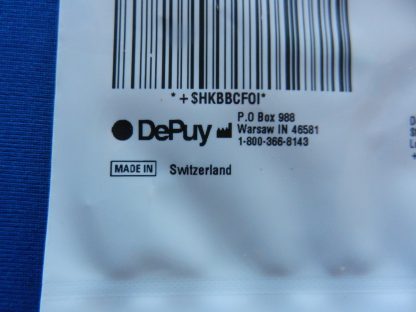 *+SHKBBCFOI*
DePuy P.O Box 988
Warsaw IN 46581
1-800-366-8143
MADE IN Switzerland